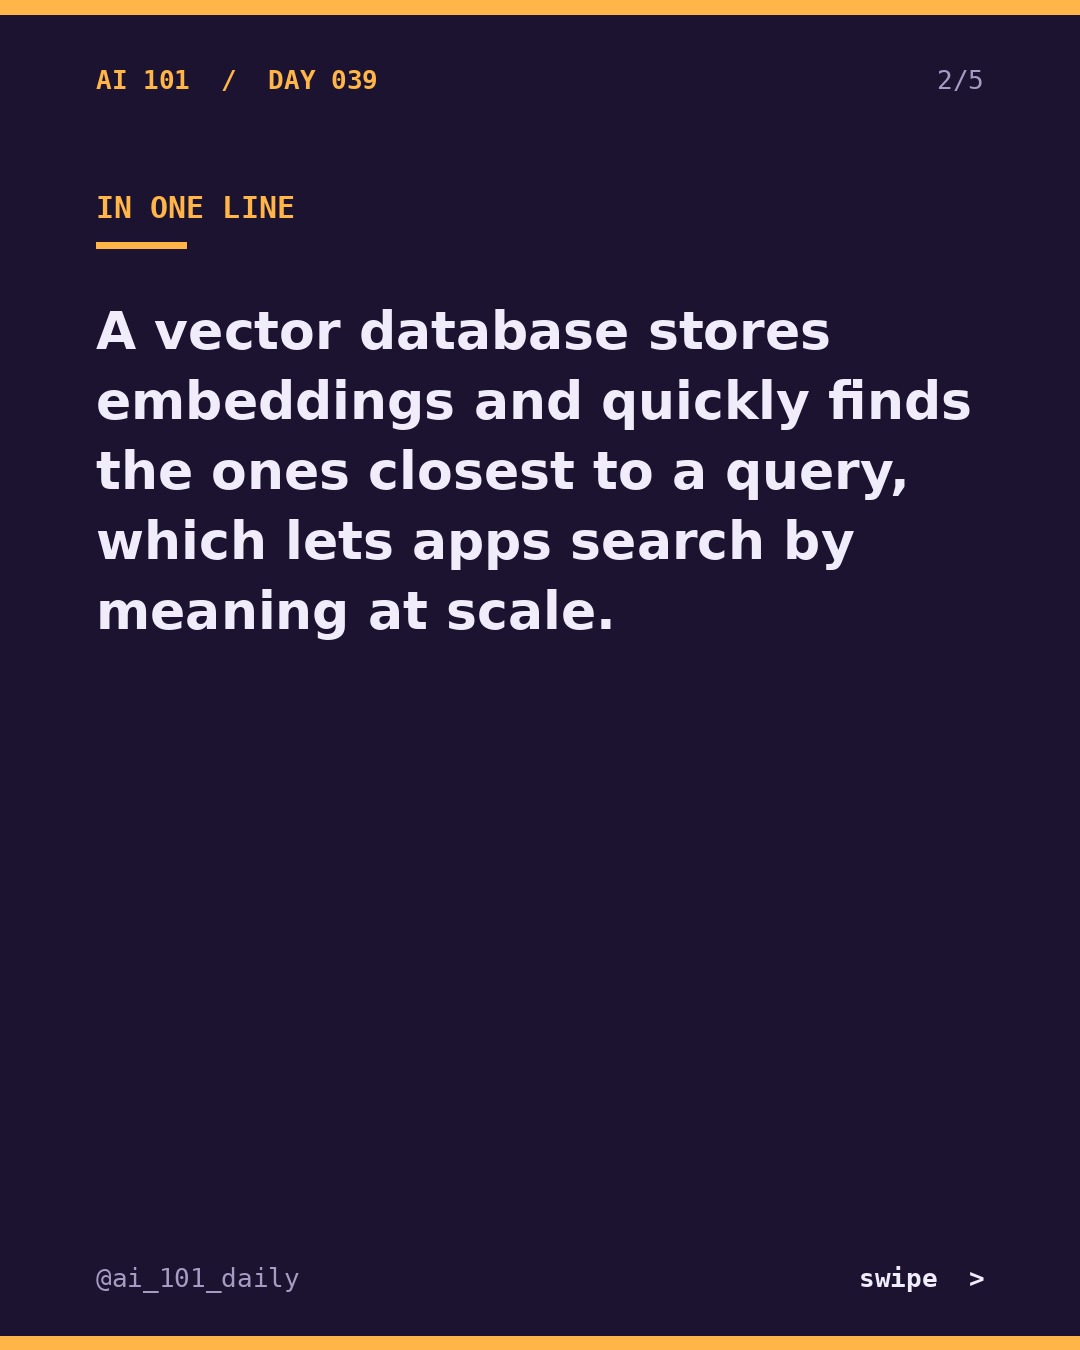 AI 101 / DAY 039
2/5
IN ONE LINE
A vector database stores
embeddings and quickly finds
the ones closest to a query,
which lets apps search by
meaning at scale.
@ai_101_daily
swipe >